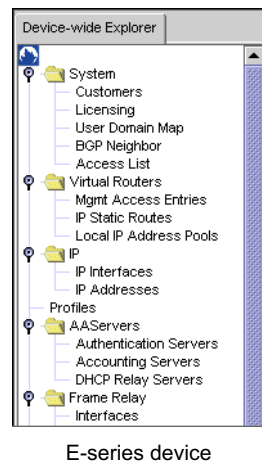 Device-wide Explorer
System
Customers
Licensing
User Domain Map
BGP Neighbor
Access List
Virtual Routers
Mgmt Access Entries
IP Static Routes
Local IP Address Pools
IP
IP Interfaces
IP Addresses
Profiles
AAServers
Authentication Servers
Accounting Servers
DHCP Relay Servers
Frame Relay
Interfaces
E-series device